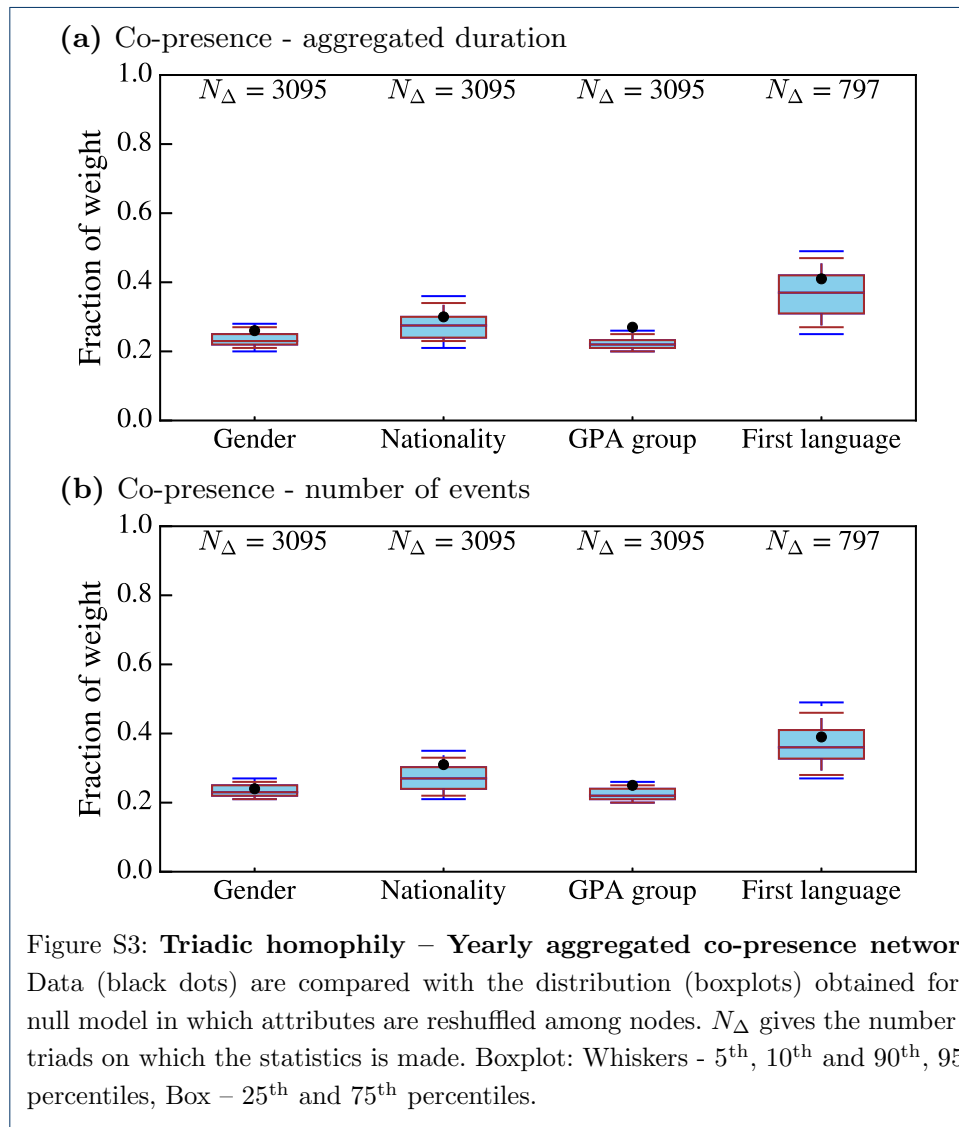 (a) Co-presence - aggregated duration
1.0
N_Δ = 3095 N_Δ = 3095 N_Δ = 3095 N_Δ = 797
0.8
0.6
0.4
0.2
0.0
Fraction of weight
Gender Nationality GPA group First language
(b) Co-presence - number of events
1.0
N_Δ = 3095 N_Δ = 3095 N_Δ = 3095 N_Δ = 797
0.8
0.6
0.4
0.2
0.0
Fraction of weight
Gender Nationality GPA group First language
Figure S3: Triadic homophily – Yearly aggregated co-presence networ
Data (black dots) are compared with the distribution (boxplots) obtained for
null model in which attributes are reshuffled among nodes. N_Δ gives the number
triads on which the statistics is made. Boxplot: Whiskers - 5th, 10th and 90th, 95
percentiles, Box – 25th and 75th percentiles.